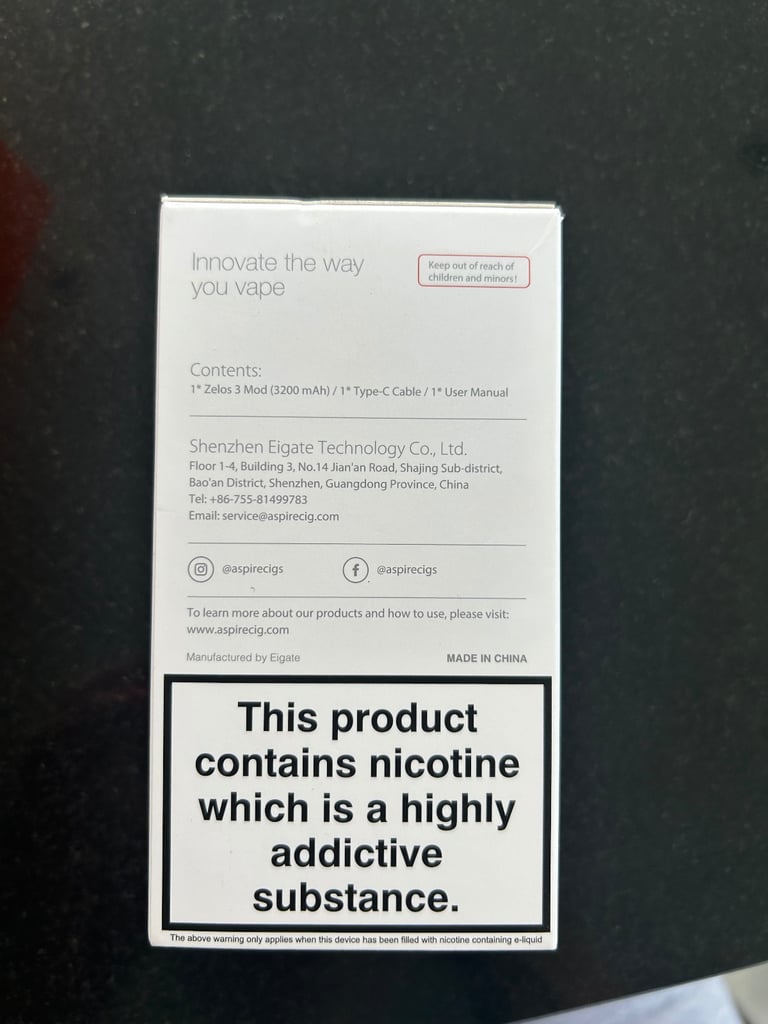 Innovate the way
you vape
Keep out of reach of
children and minors!
Contents:
1* Zelos 3 Mod (3200 mAh) / 1* Type-C Cable / 1* User Manual
Shenzhen Eigate Technology Co., Ltd.
Floor 1-4, Building 3, No.14 Jian'an Road, Shajing Sub-district,
Bao'an District, Shenzhen, Guangdong Province, China
Tel: +86-755-81499783
Email: service@aspirecig.com
@aspirecigs
@aspirecigs
To learn more about our products and how to use, please visit:
www.aspirecig.com
Manufactured by Eigate
MADE IN CHINA
This product
contains nicotine
which is a highly
addictive
substance.
The above warning only applies when this device has been filled with nicotine containing e-liquid